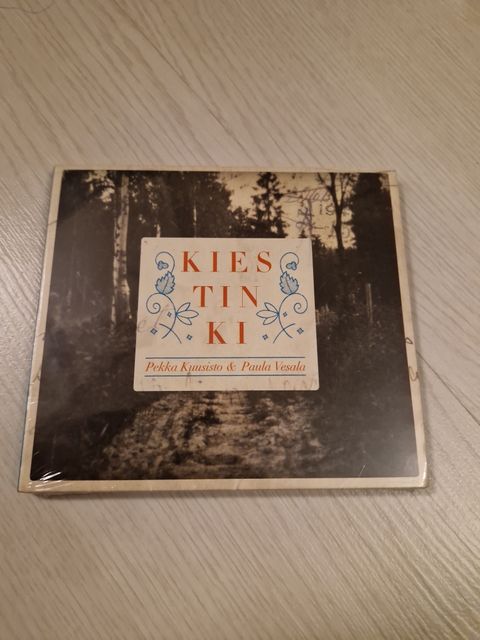 KIES
TIN
KI
Pekka Kuusisto & Paula Vesala